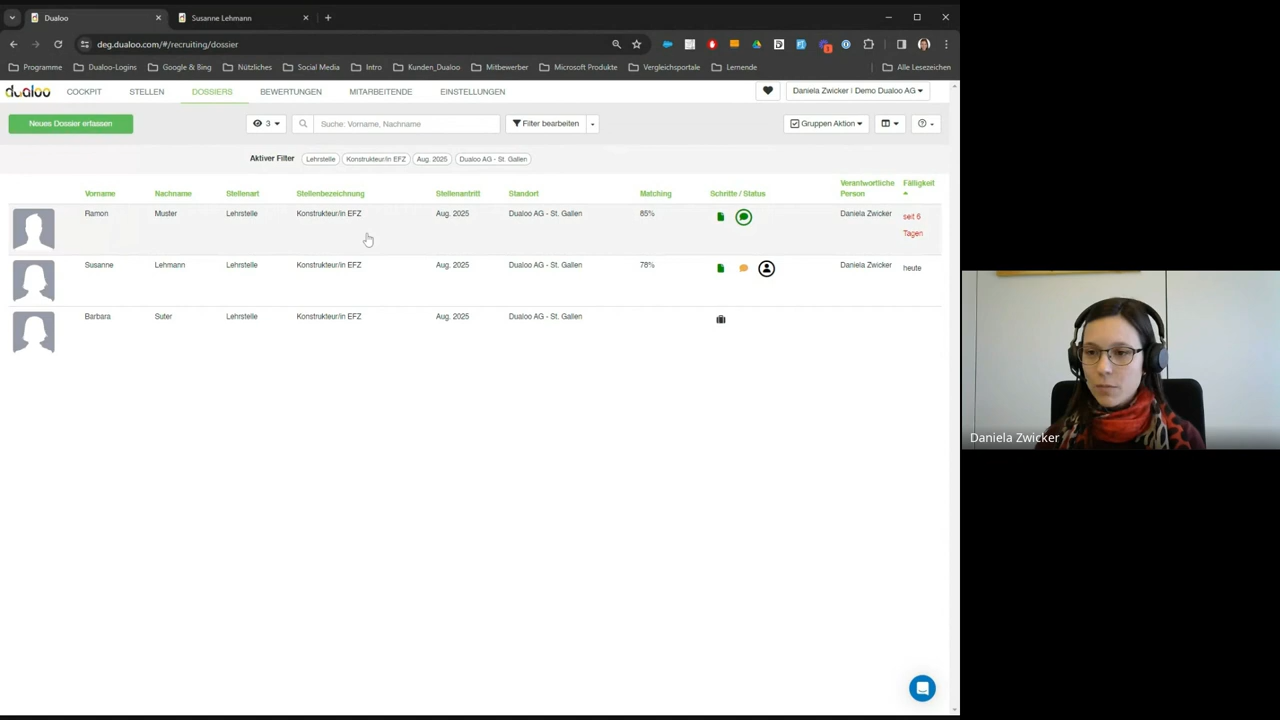 Dualoo
Susanne Lehmann
deg.dualoo.com/#/recruiting/dossier
Programme
Dualoo-Logins
Google & Bing
Nützliches
Social Media
Intro
Kunden_Dualoo
Mitbewerber
Microsoft Produkte
Vergleichsportale
Lernende
Alle Lesezeichen
dualoo
COCKPIT
STELLEN
DOSSIERS
BEWERTUNGEN
MITARBEITENDE
EINSTELLUNGEN
Daniela Zwicker | Demo Dualoo AG
Neues Dossier erfassen
3
Suche: Vorname, Nachname
Filter bearbeiten
Gruppen Aktion
Aktiver Filter
Lehrstelle
Konstrukteur/in EFZ
Aug. 2025
Dualoo AG - St. Gallen
Vorname
Nachname
Stellenart
Stellenbezeichnung
Stellenantritt
Standort
Matching
Schritte / Status
Verantwortliche
Person
Fälligkeit
Ramon
Muster
Lehrstelle
Konstrukteur/in EFZ
Aug. 2025
Dualoo AG - St. Gallen
85%
Daniela Zwicker
seit 6
Tagen
Susanne
Lehmann
Lehrstelle
Konstrukteur/in EFZ
Aug. 2025
Dualoo AG - St. Gallen
78%
Daniela Zwicker
heute
Barbara
Suter
Lehrstelle
Konstrukteur/in EFZ
Aug. 2025
Dualoo AG - St. Gallen
Daniela Zwicker